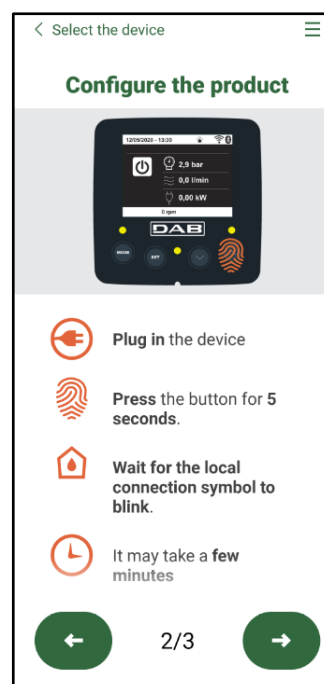 Select the device
Configure the product
12/05/2020 - 13:33
2,9 bar
0,0 l/min
0,00 kW
0 rpm
DAB
MODE
SET
Plug in the device
Press the button for 5
seconds.
Wait for the local
connection symbol to
blink.
It may take a few
minutes
2/3